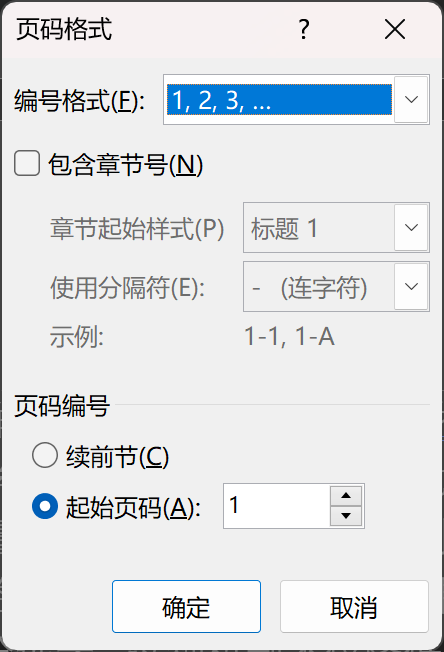 页码格式 ?
编号格式(F): 1, 2, 3, ...
包含章节号(N)
章节起始样式(P) 标题 1
使用分隔符(E): - (连字符)
示例: 1-1, 1-A
页码编号
续前节(C)
起始页码(A): 1
确定 取消